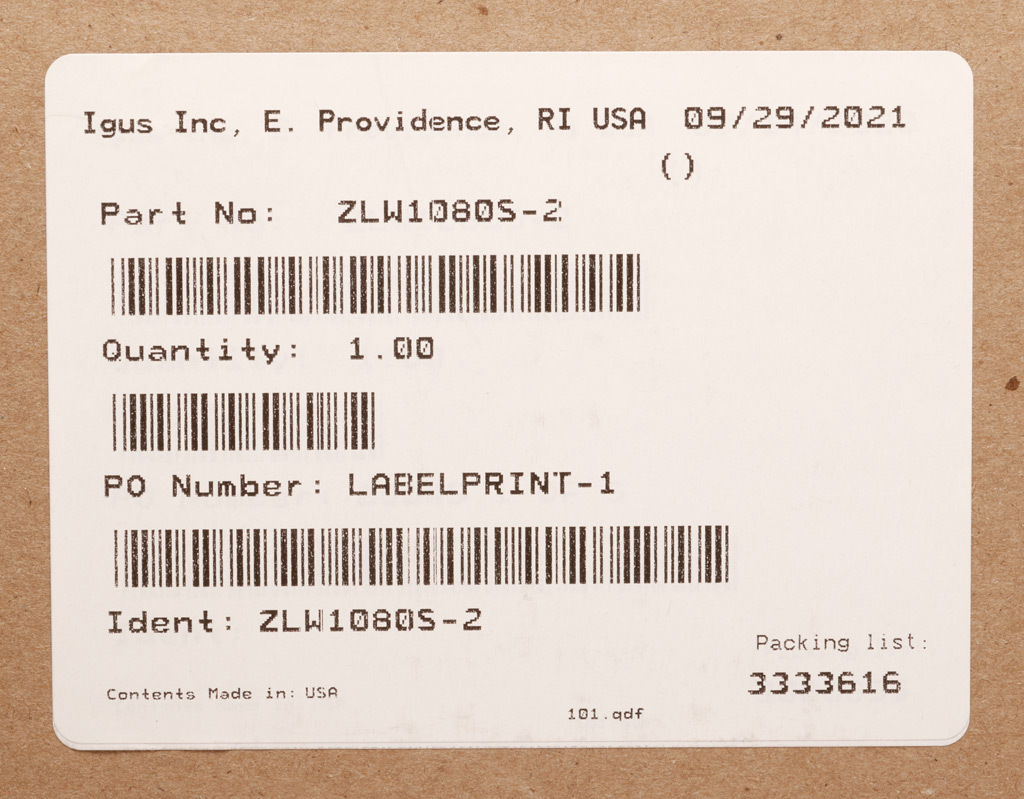 Igus Inc, E. Providence, RI USA 09/29/2021
()
Part No: ZLW1080S-2
Quantity: 1.00
PO Number: LABELPRINT-1
Ident: ZLW1080S-2
Packing list:
3333616
Contents Made in: USA
101.qdf